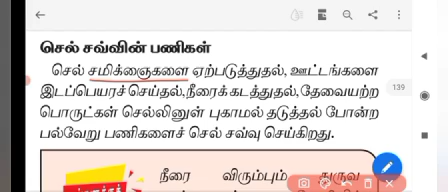 செல் சவ்வின் பணிகள்
செல் சமிக்ஞைகளை ஏற்படுத்துதல், ஊட்டங்களை
இடப்பெயரச் செய்தல், நீரைக் கடத்துதல், தேவையற்ற
பொருட்கள் செல்லினுள் புகாமல் தடுத்தல் போன்ற
பல்வேறு பணிகளைச் செல் சவ்வு செய்கிறது.
139
நீரை விரும்பும் துருவ